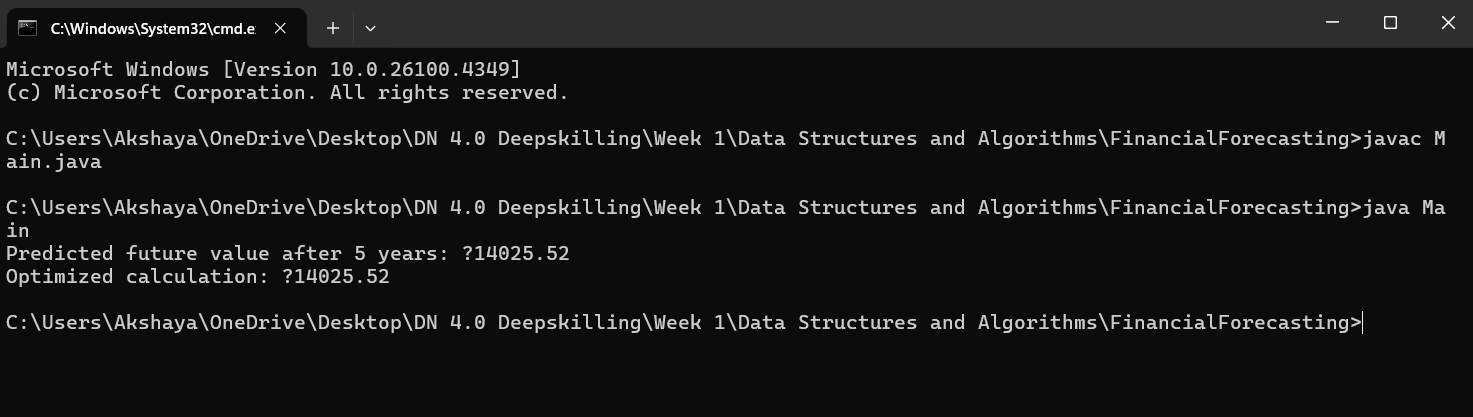 C:\Windows\System32\cmd.e
Microsoft Windows [Version 10.0.26100.4349]
(c) Microsoft Corporation. All rights reserved.
C:\Users\Akshaya\OneDrive\Desktop\DN 4.0 Deepskilling\Week 1\Data Structures and Algorithms\FinancialForecasting>javac M
ain.java
C:\Users\Akshaya\OneDrive\Desktop\DN 4.0 Deepskilling\Week 1\Data Structures and Algorithms\FinancialForecasting>java Ma
in
Predicted future value after 5 years: ?14025.52
Optimized calculation: ?14025.52
C:\Users\Akshaya\OneDrive\Desktop\DN 4.0 Deepskilling\Week 1\Data Structures and Algorithms\FinancialForecasting>